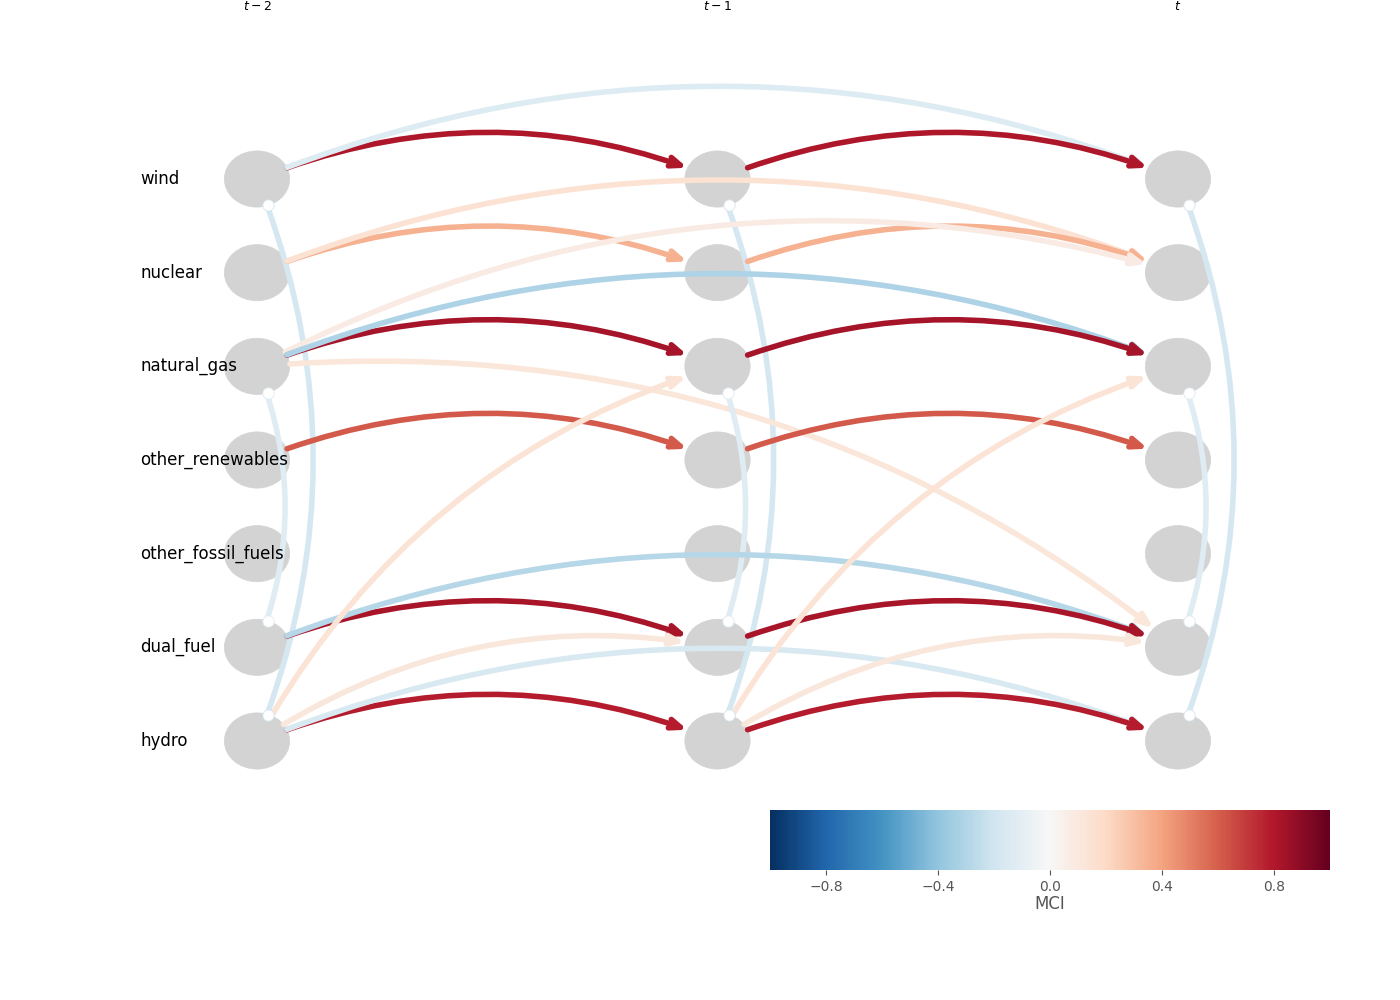 t − 2 t − 1 t
wind
nuclear
natural_gas
other_renewables
other_fossil_fuels
dual_fuel
hydro
−0.8 −0.4 0.0 0.4 0.8
MCI